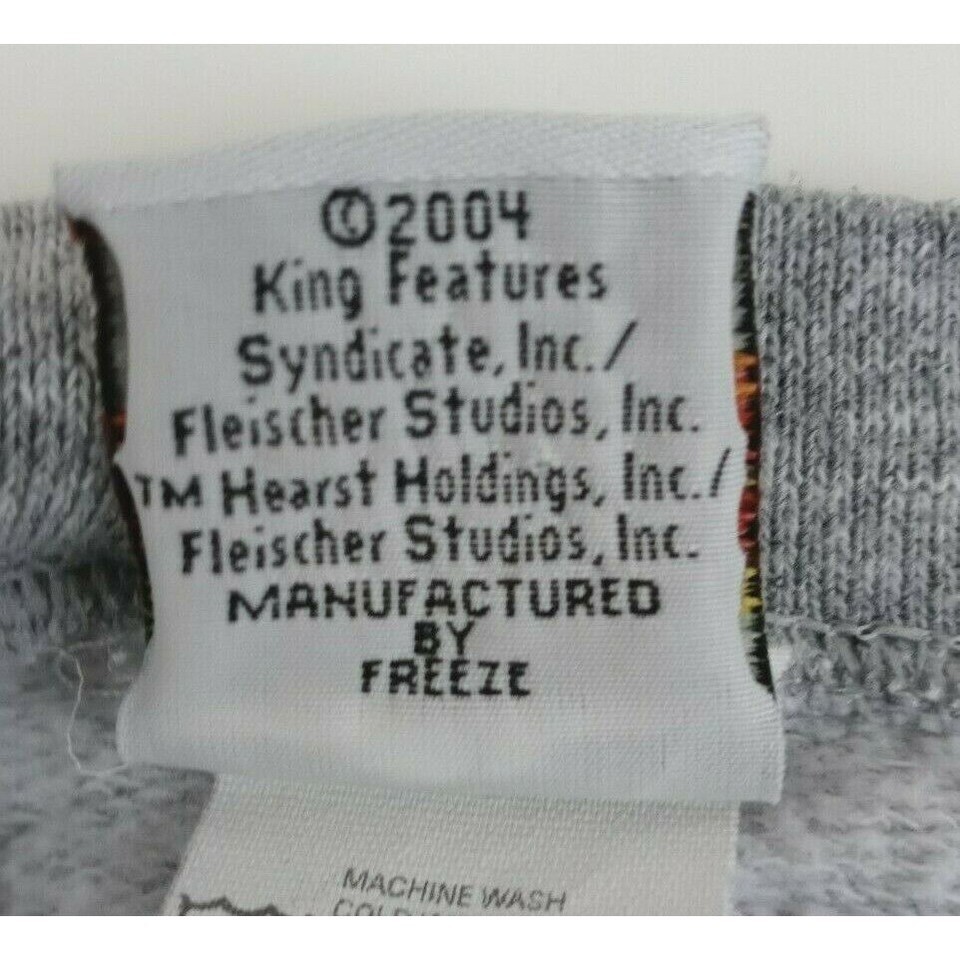 ©2004
King Features
Syndicate, Inc./
Fleischer Studios, Inc.
TM Hearst Holdings, Inc./
Fleischer Studios, Inc.
MANUFACTURED
BY
FREEZE
MACHINE WASH
COLD